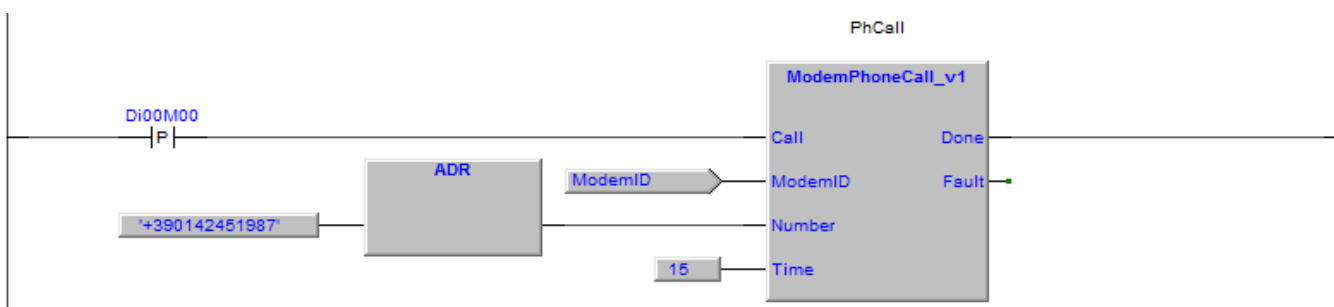 PhCall
ModemPhoneCall_v1
Di00M00
P
Call Done
ADR
ModemID ModemID Fault
'+390142451987' Number
15 Time